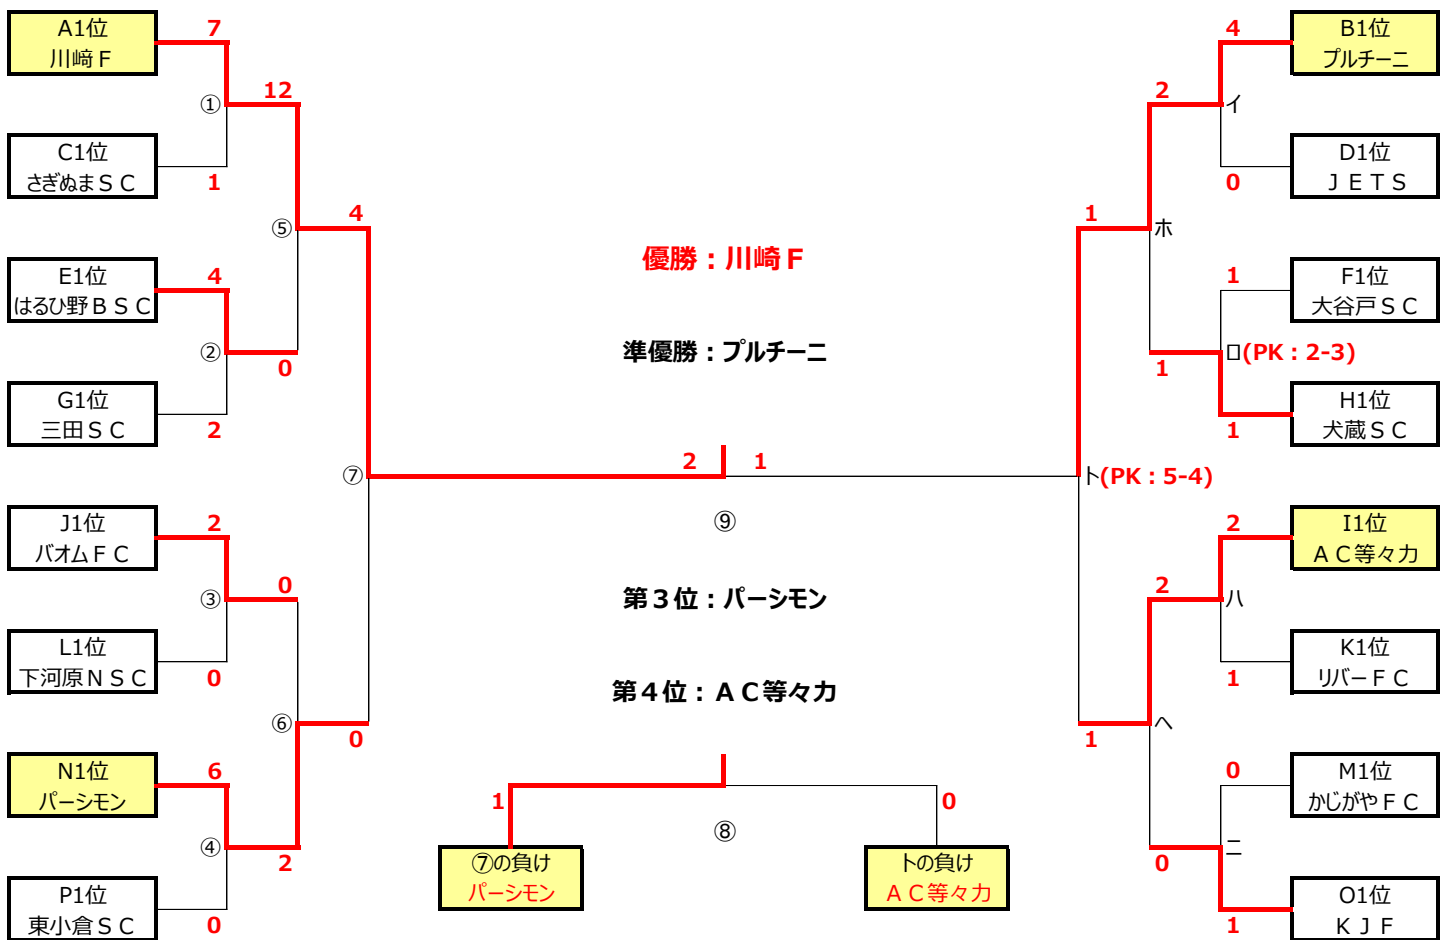 A1位
川﨑Ｆ
7
12
①
C1位
さぎぬまＳＣ
1
⑤
4
E1位
はるひ野ＢＳＣ
4
②
0
G1位
三田ＳＣ
2
⑦
J1位
バオムＦＣ
2
③
0
L1位
下河原ＮＳＣ
0
⑥
0
N1位
パーシモン
6
④
2
P1位
東小倉ＳＣ
0
優勝：川崎Ｆ
準優勝：プルチーニ
2
1
⑨
第３位：パーシモン
第４位：ＡＣ等々力
1
0
⑧
⑦の負け
パーシモン
トの負け
ＡＣ等々力
4
B1位
プルチーニ
2
イ
D1位
ＪＥＴＳ
0
1
ホ
1
F1位
大谷戸ＳＣ
ロ(PK：2-3)
1
H1位
犬蔵ＳＣ
1
ト(PK：5-4)
2
I1位
ＡＣ等々力
2
ハ
K1位
リバーＦＣ
1
ヘ
1
0
M1位
かじがやＦＣ
ニ
0
O1位
ＫＪＦ
1